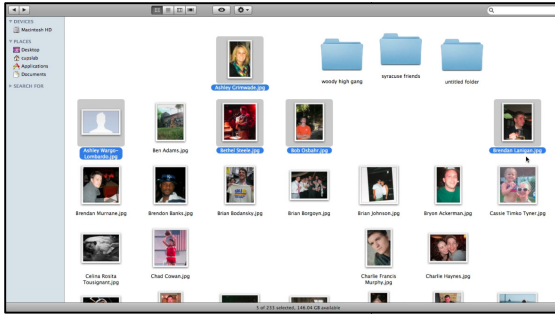 DEVICES
Macintosh HD
PLACES
Desktop
cupslab
Applications
Documents
SEARCH FOR
Ashley Grimwade.jpg
woody high gang
syracuse friends
untitled folder
Ashley Wargo-
Lombardo.jpg
Ben Adams.jpg
Bethel Steele.jpg
Bob Osbahr.jpg
Brendan Lanigan.jpg
Brendan Murnane.jpg
Brendon Banks.jpg
Brian Bodansky.jpg
Brian Borgoyn.jpg
Brian Johnson.jpg
Bryon Ackerman.jpg
Cassie Timko Tyner.jpg
Celina Rosita
Tousignant.jpg
Chad Cowan.jpg
Charlie Francis
Murphy.jpg
Charlie Haynes.jpg
5 of 233 selected, 146.04 GB available